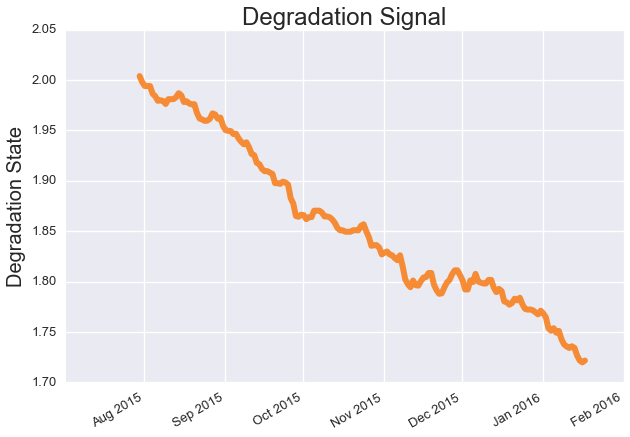 Degradation Signal
Degradation State
2.05
2.00
1.95
1.90
1.85
1.80
1.75
1.70
Aug 2015
Sep 2015
Oct 2015
Nov 2015
Dec 2015
Jan 2016
Feb 2016